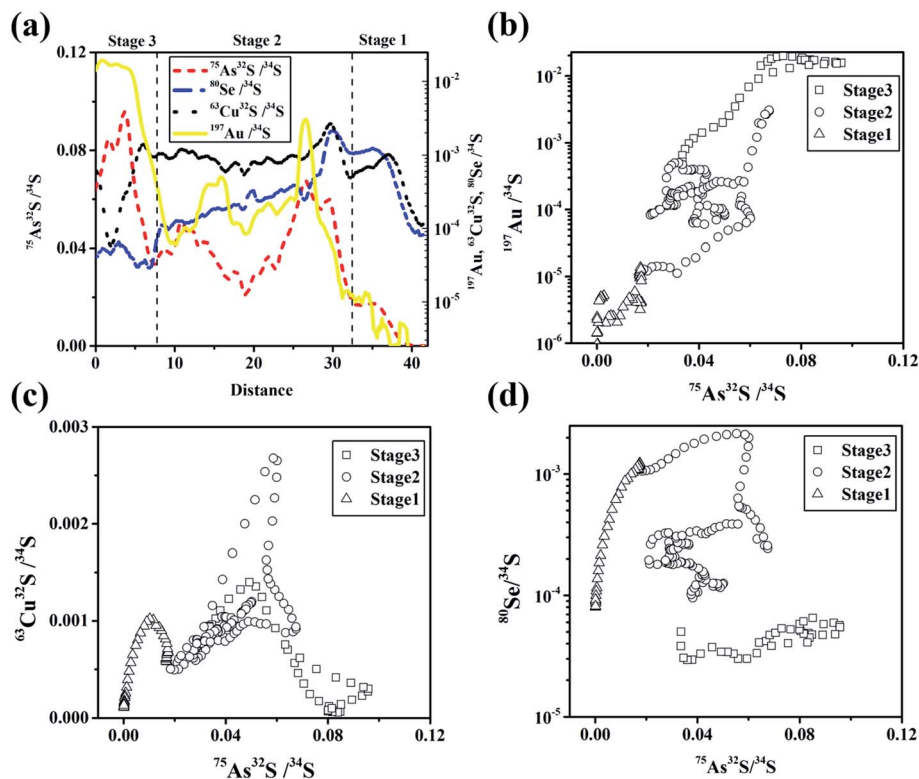 (a)
Stage 3 Stage 2 Stage 1
0.12
0.08
0.04
0.00
⁷⁵As³²S /³⁴S
⁷⁵As³²S /³⁴S
⁸⁰Se /³⁴S
⁶³Cu³²S /³⁴S
¹⁹⁷Au /³⁴S
10⁻²
10⁻³
10⁻⁴
10⁻⁵
¹⁹⁷Au, ⁶³Cu³²S, ⁸⁰Se /³⁴S
0 10 20 30 40
Distance
(b)
10⁻²
10⁻³
10⁻⁴
10⁻⁵
10⁻⁶
¹⁹⁷Au /³⁴S
Stage3
Stage2
Stage1
0.00 0.04 0.08 0.12
⁷⁵As³²S /³⁴S
(c)
0.003
0.002
0.001
0.000
⁶³Cu³²S /³⁴S
Stage3
Stage2
Stage1
0.00 0.04 0.08 0.12
⁷⁵As³²S /³⁴S
(d)
10⁻³
10⁻⁴
10⁻⁵
⁸⁰Se/³⁴S
Stage3
Stage2
Stage1
0.00 0.04 0.08 0.12
⁷⁵As³²S/³⁴S